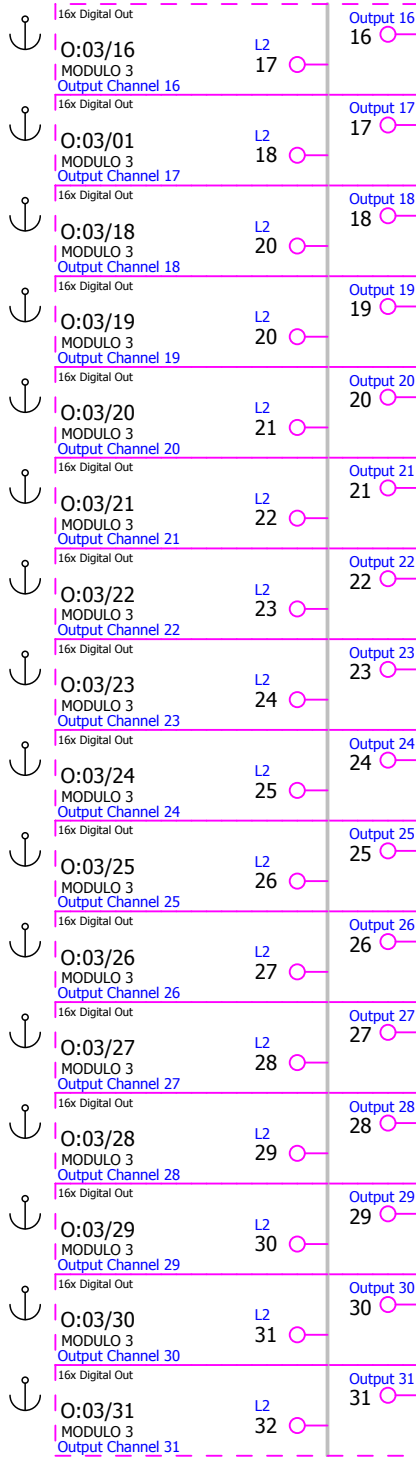 16x Digital Out
Output 16
16
O:03/16
L2
17
MODULO 3
Output Channel 16
16x Digital Out
Output 17
17
O:03/01
L2
18
MODULO 3
Output Channel 17
16x Digital Out
Output 18
18
O:03/18
L2
20
MODULO 3
Output Channel 18
16x Digital Out
Output 19
19
O:03/19
L2
20
MODULO 3
Output Channel 19
16x Digital Out
Output 20
20
O:03/20
L2
21
MODULO 3
Output Channel 20
16x Digital Out
Output 21
21
O:03/21
L2
22
MODULO 3
Output Channel 21
16x Digital Out
Output 22
22
O:03/22
L2
23
MODULO 3
Output Channel 22
16x Digital Out
Output 23
23
O:03/23
L2
24
MODULO 3
Output Channel 23
16x Digital Out
Output 24
24
O:03/24
L2
25
MODULO 3
Output Channel 24
16x Digital Out
Output 25
25
O:03/25
L2
26
MODULO 3
Output Channel 25
16x Digital Out
Output 26
26
O:03/26
L2
27
MODULO 3
Output Channel 26
16x Digital Out
Output 27
27
O:03/27
L2
28
MODULO 3
Output Channel 27
16x Digital Out
Output 28
28
O:03/28
L2
29
MODULO 3
Output Channel 28
16x Digital Out
Output 29
29
O:03/29
L2
30
MODULO 3
Output Channel 29
16x Digital Out
Output 30
30
O:03/30
L2
31
MODULO 3
Output Channel 30
16x Digital Out
Output 31
31
O:03/31
L2
32
MODULO 3
Output Channel 31